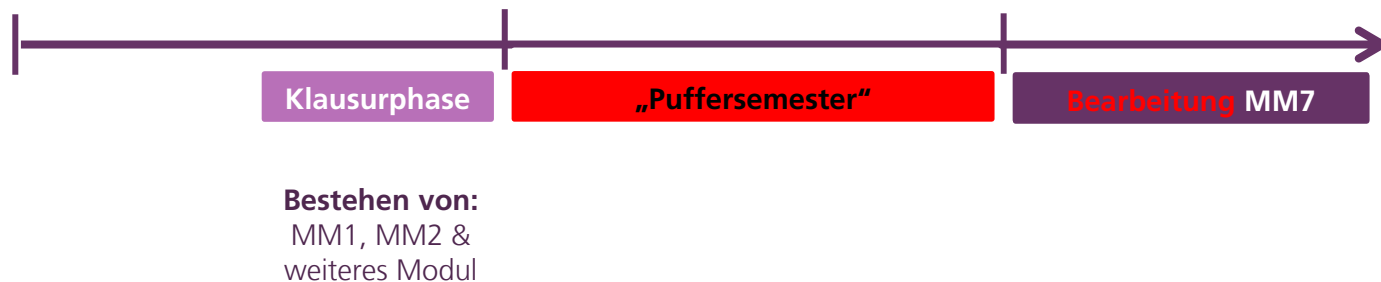 Klausurphase
„Puffersemester“
Bearbeitung MM7
Bestehen von:
MM1, MM2 &
weiteres Modul